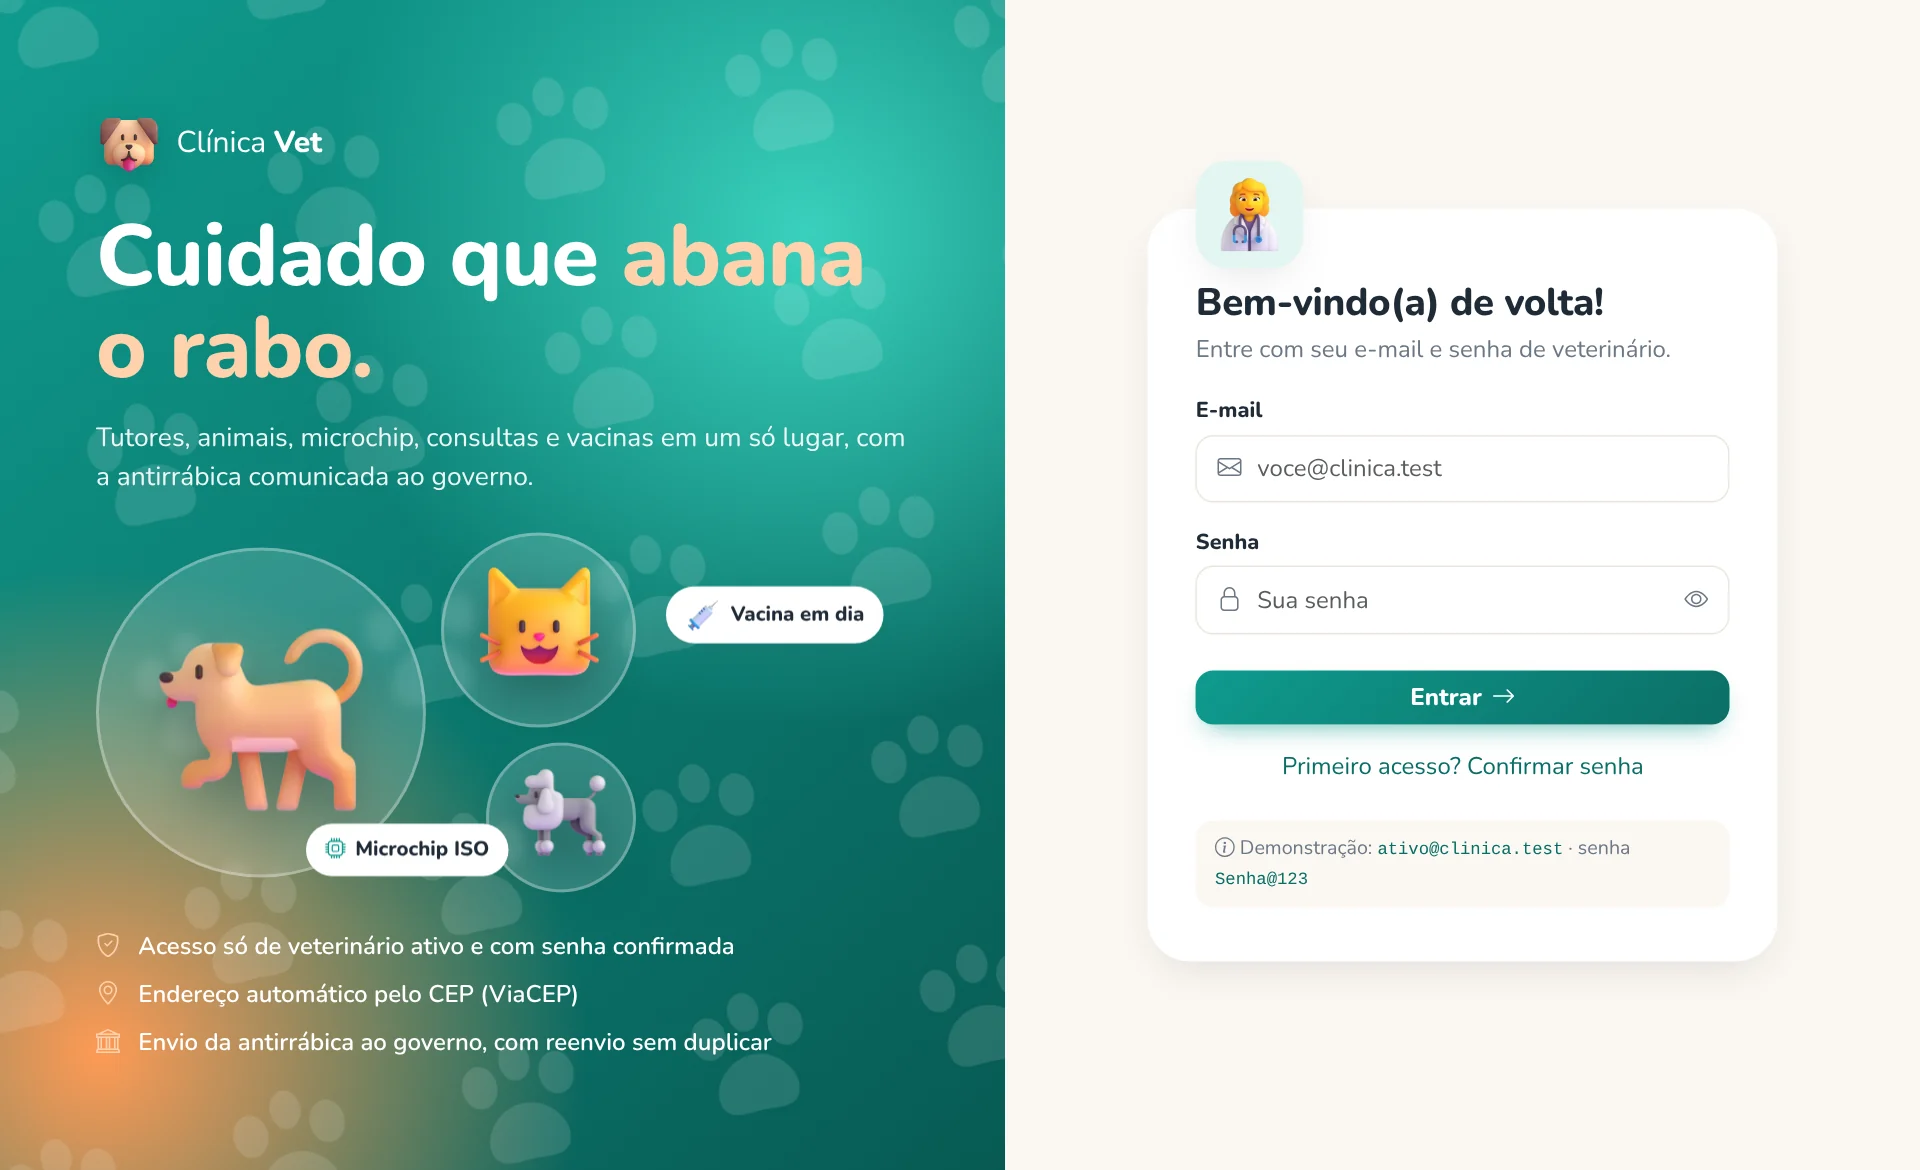 Clínica Vet
Cuidado que abana
o rabo.
Tutores, animais, microchip, consultas e vacinas em um só lugar, com
a antirrábica comunicada ao governo.
Vacina em dia
Microchip ISO
Acesso só de veterinário ativo e com senha confirmada
Endereço automático pelo CEP (ViaCEP)
Envio da antirrábica ao governo, com reenvio sem duplicar
Bem-vindo(a) de volta!
Entre com seu e-mail e senha de veterinário.
E-mail
voce@clinica.test
Senha
Sua senha
Entrar →
Primeiro acesso? Confirmar senha
Demonstração: ativo@clinica.test · senha
Senha@123